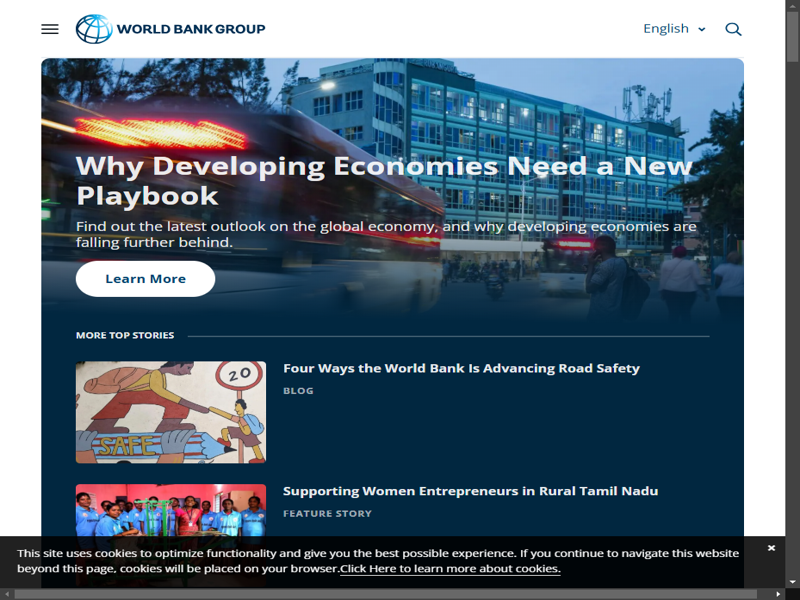 WORLD BANK GROUP
English
Why Developing Economies Need a New
Playbook
Find out the latest outlook on the global economy, and why developing economies are
falling further behind.
Learn More
MORE TOP STORIES
20
SAFE
Four Ways the World Bank Is Advancing Road Safety
BLOG
Supporting Women Entrepreneurs in Rural Tamil Nadu
FEATURE STORY
This site uses cookies to optimize functionality and give you the best possible experience. If you continue to navigate this website
beyond this page, cookies will be placed on your browser.Click Here to learn more about cookies.
×